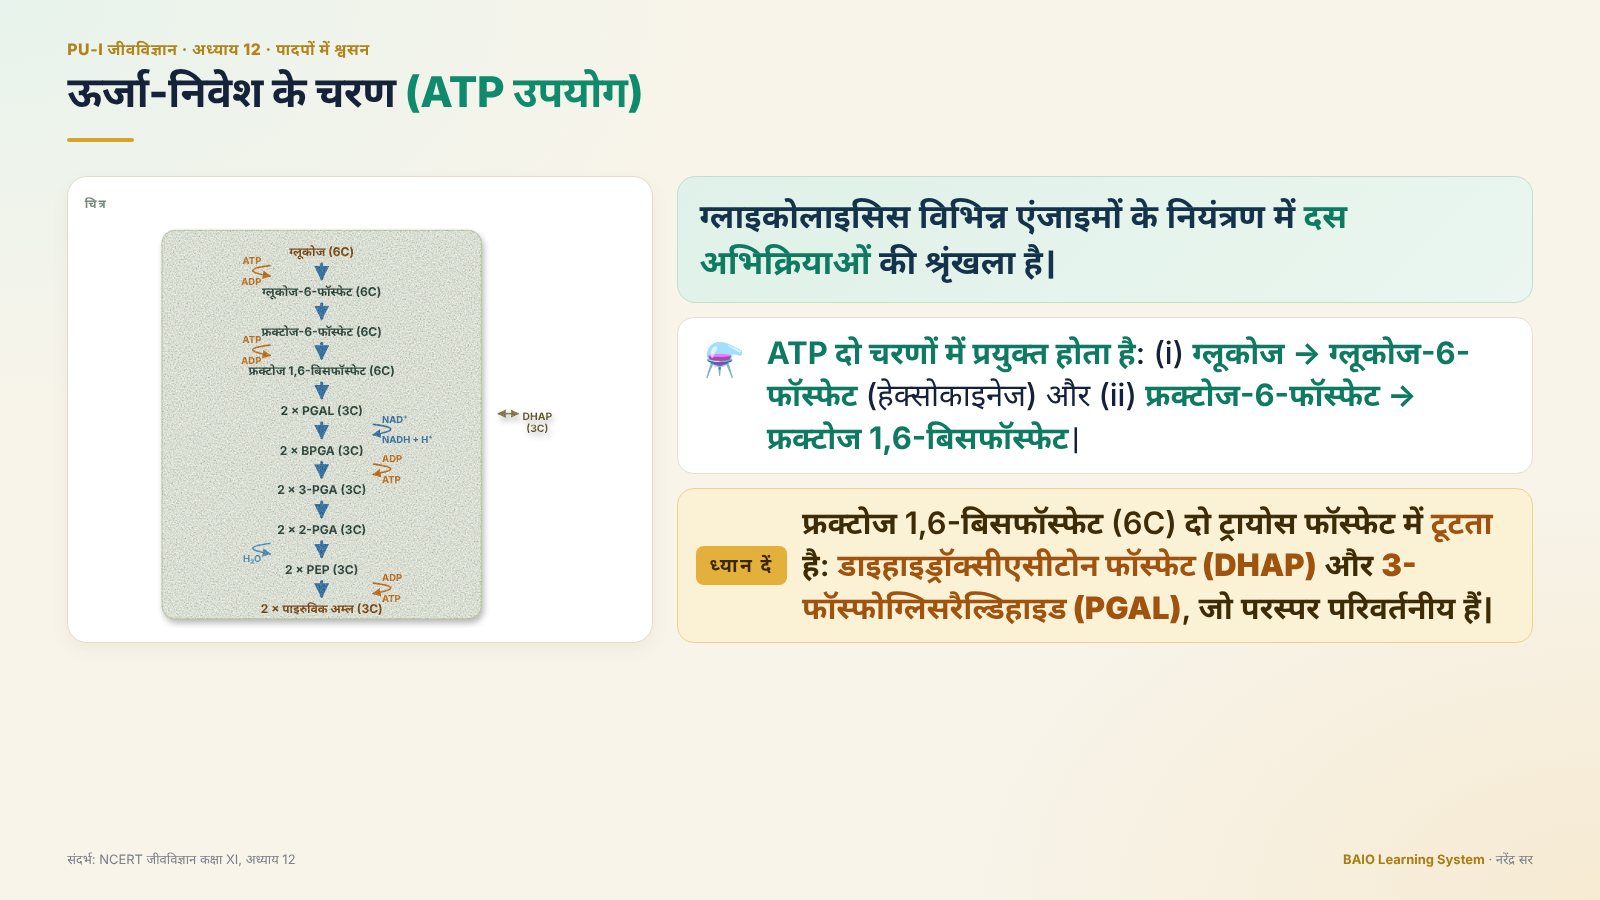 PU-I जीवविज्ञान · अध्याय 12 · पादपों में श्वसन
ऊर्जा-निवेश के चरण (ATP उपयोग)
चित्र
ग्लूकोज (6C)
ATP
ADP
ग्लूकोज-6-फॉस्फेट (6C)
फ्रक्टोज-6-फॉस्फेट (6C)
ATP
ADP
फ्रक्टोज 1,6-बिसफॉस्फेट (6C)
2 × PGAL (3C)
DHAP
(3C)
NAD⁺
NADH + H⁺
2 × BPGA (3C)
ADP
ATP
2 × 3-PGA (3C)
2 × 2-PGA (3C)
H₂O
2 × PEP (3C)
ADP
ATP
2 × पाइरुविक अम्ल (3C)
ग्लाइकोलाइसिस विभिन्न एंजाइमों के नियंत्रण में दस
अभिक्रियाओं की श्रृंखला है|
ATP दो चरणों में प्रयुक्त होता है: (i) ग्लूकोज → ग्लूकोज-6-
फॉस्फेट (हेक्सोकाइनेज) और (ii) फ्रक्टोज-6-फॉस्फेट →
फ्रक्टोज 1,6-बिसफॉस्फेट|
ध्यान दें
फ्रक्टोज 1,6-बिसफॉस्फेट (6C) दो ट्रायोस फॉस्फेट में टूटता
है: डाइहाइड्रॉक्सीएसीटोन फॉस्फेट (DHAP) और 3-
फॉस्फोग्लिसरैल्डिहाइड (PGAL), जो परस्पर परिवर्तनीय हैं|
संदर्भ: NCERT जीवविज्ञान कक्षा XI, अध्याय 12
BAIO Learning System · नरेंद्र सर